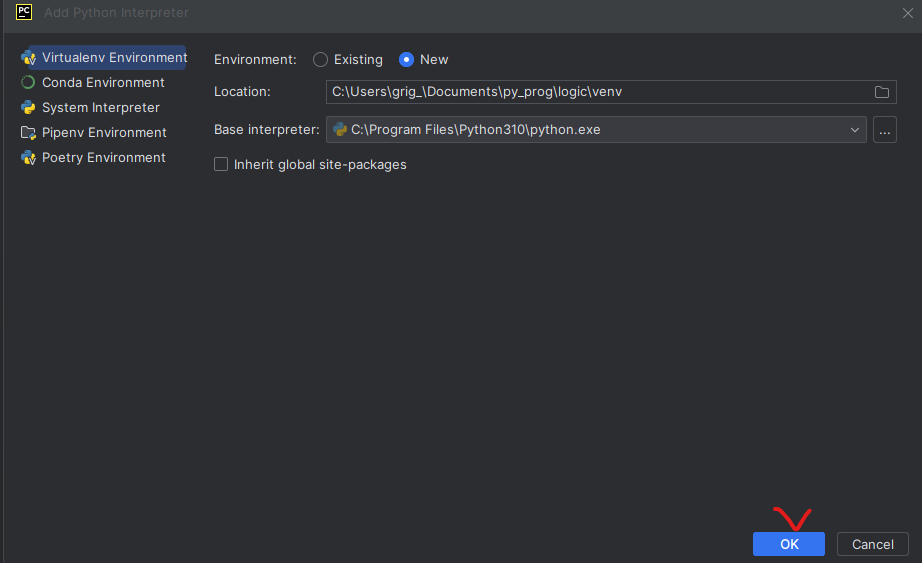 PC
Add Python Interpreter
Virtualenv Environment
Conda Environment
System Interpreter
Pipenv Environment
Poetry Environment
Environment: Existing New
Location: C:\Users\grig_\Documents\py_prog\logic\venv
Base interpreter: C:\Program Files\Python310\python.exe ...
Inherit global site-packages
OK Cancel